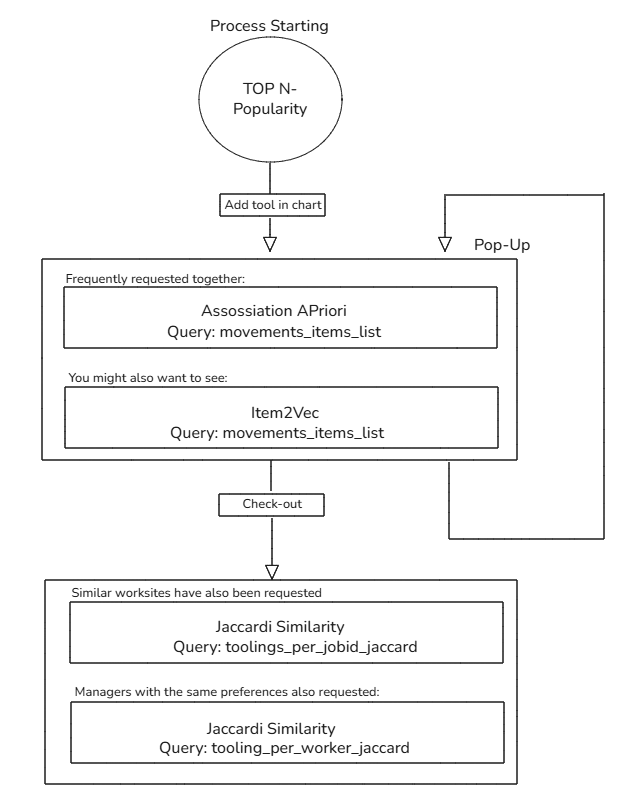 Process Starting
TOP N-
Popularity
Add tool in chart
Pop-Up
Frequently requested together:
Assossiation APriori
Query: movements_items_list
You might also want to see:
Item2Vec
Query: movements_items_list
Check-out
Similar worksites have also been requested
Jaccardi Similarity
Query: toolings_per_jobid_jaccard
Managers with the same preferences also requested:
Jaccardi Similarity
Query: tooling_per_worker_jaccard